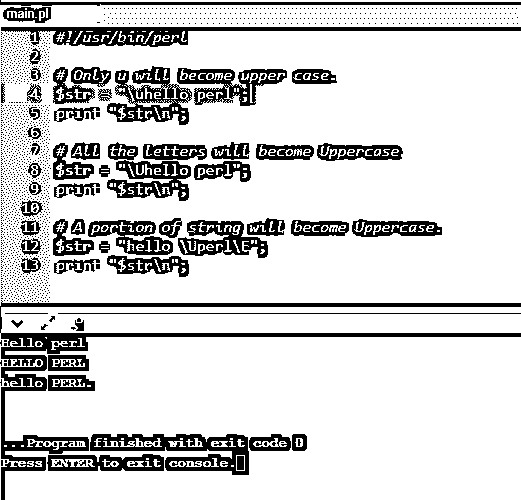 main.pl
1 #!/usr/bin/perl
2
3 # Only u will become upper case.
4 $str = "\uhello perl";
5 print "$str\n";
6
7 # All the letters will become Uppercase
8 $str = "\Uhello perl";
9 print "$str\n";
10
11 # A portion of string will become Uppercase.
12 $str = "hello \Uperl\E";
13 print "$str\n";
Hello perl
HELLO PERL
hello PERL.
...Program finished with exit code 0
Press ENTER to exit console.